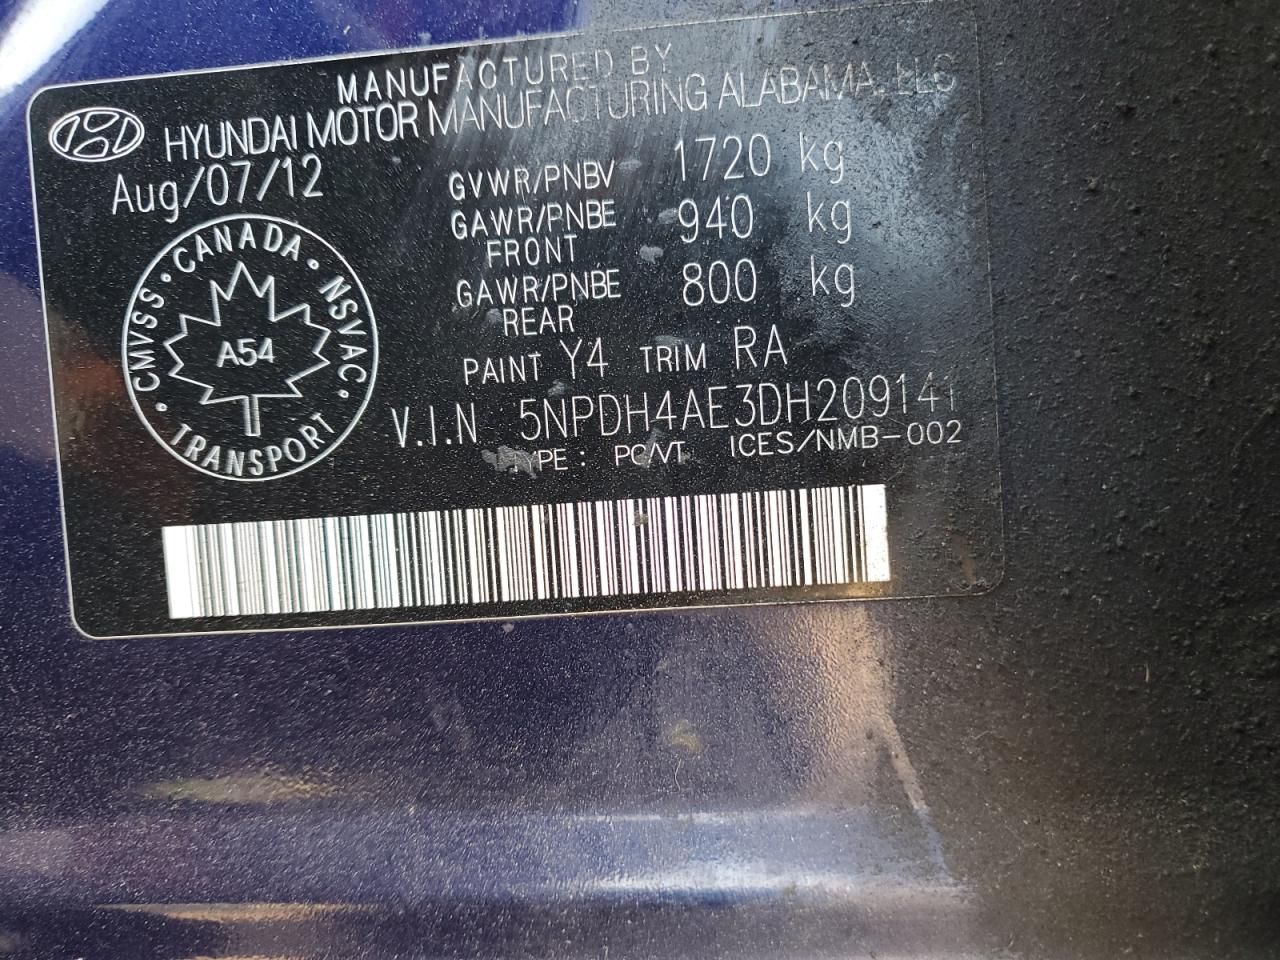 MANUFACTURED BY
HYUNDAI MOTOR MANUFACTURING ALABAMA, LLC
Aug/07/12
GVWR/PNBV 1720 kg
GAWR/PNBE 940 kg
FRONT
GAWR/PNBE 800 kg
REAR
PAINT Y4 TRIM RA
V.I.N 5NPDH4AE3DH209141
TYPE: PC/VT ICES/NMB-002
CMVSS • CANADA • NSVAC • TRANSPORT •
A54